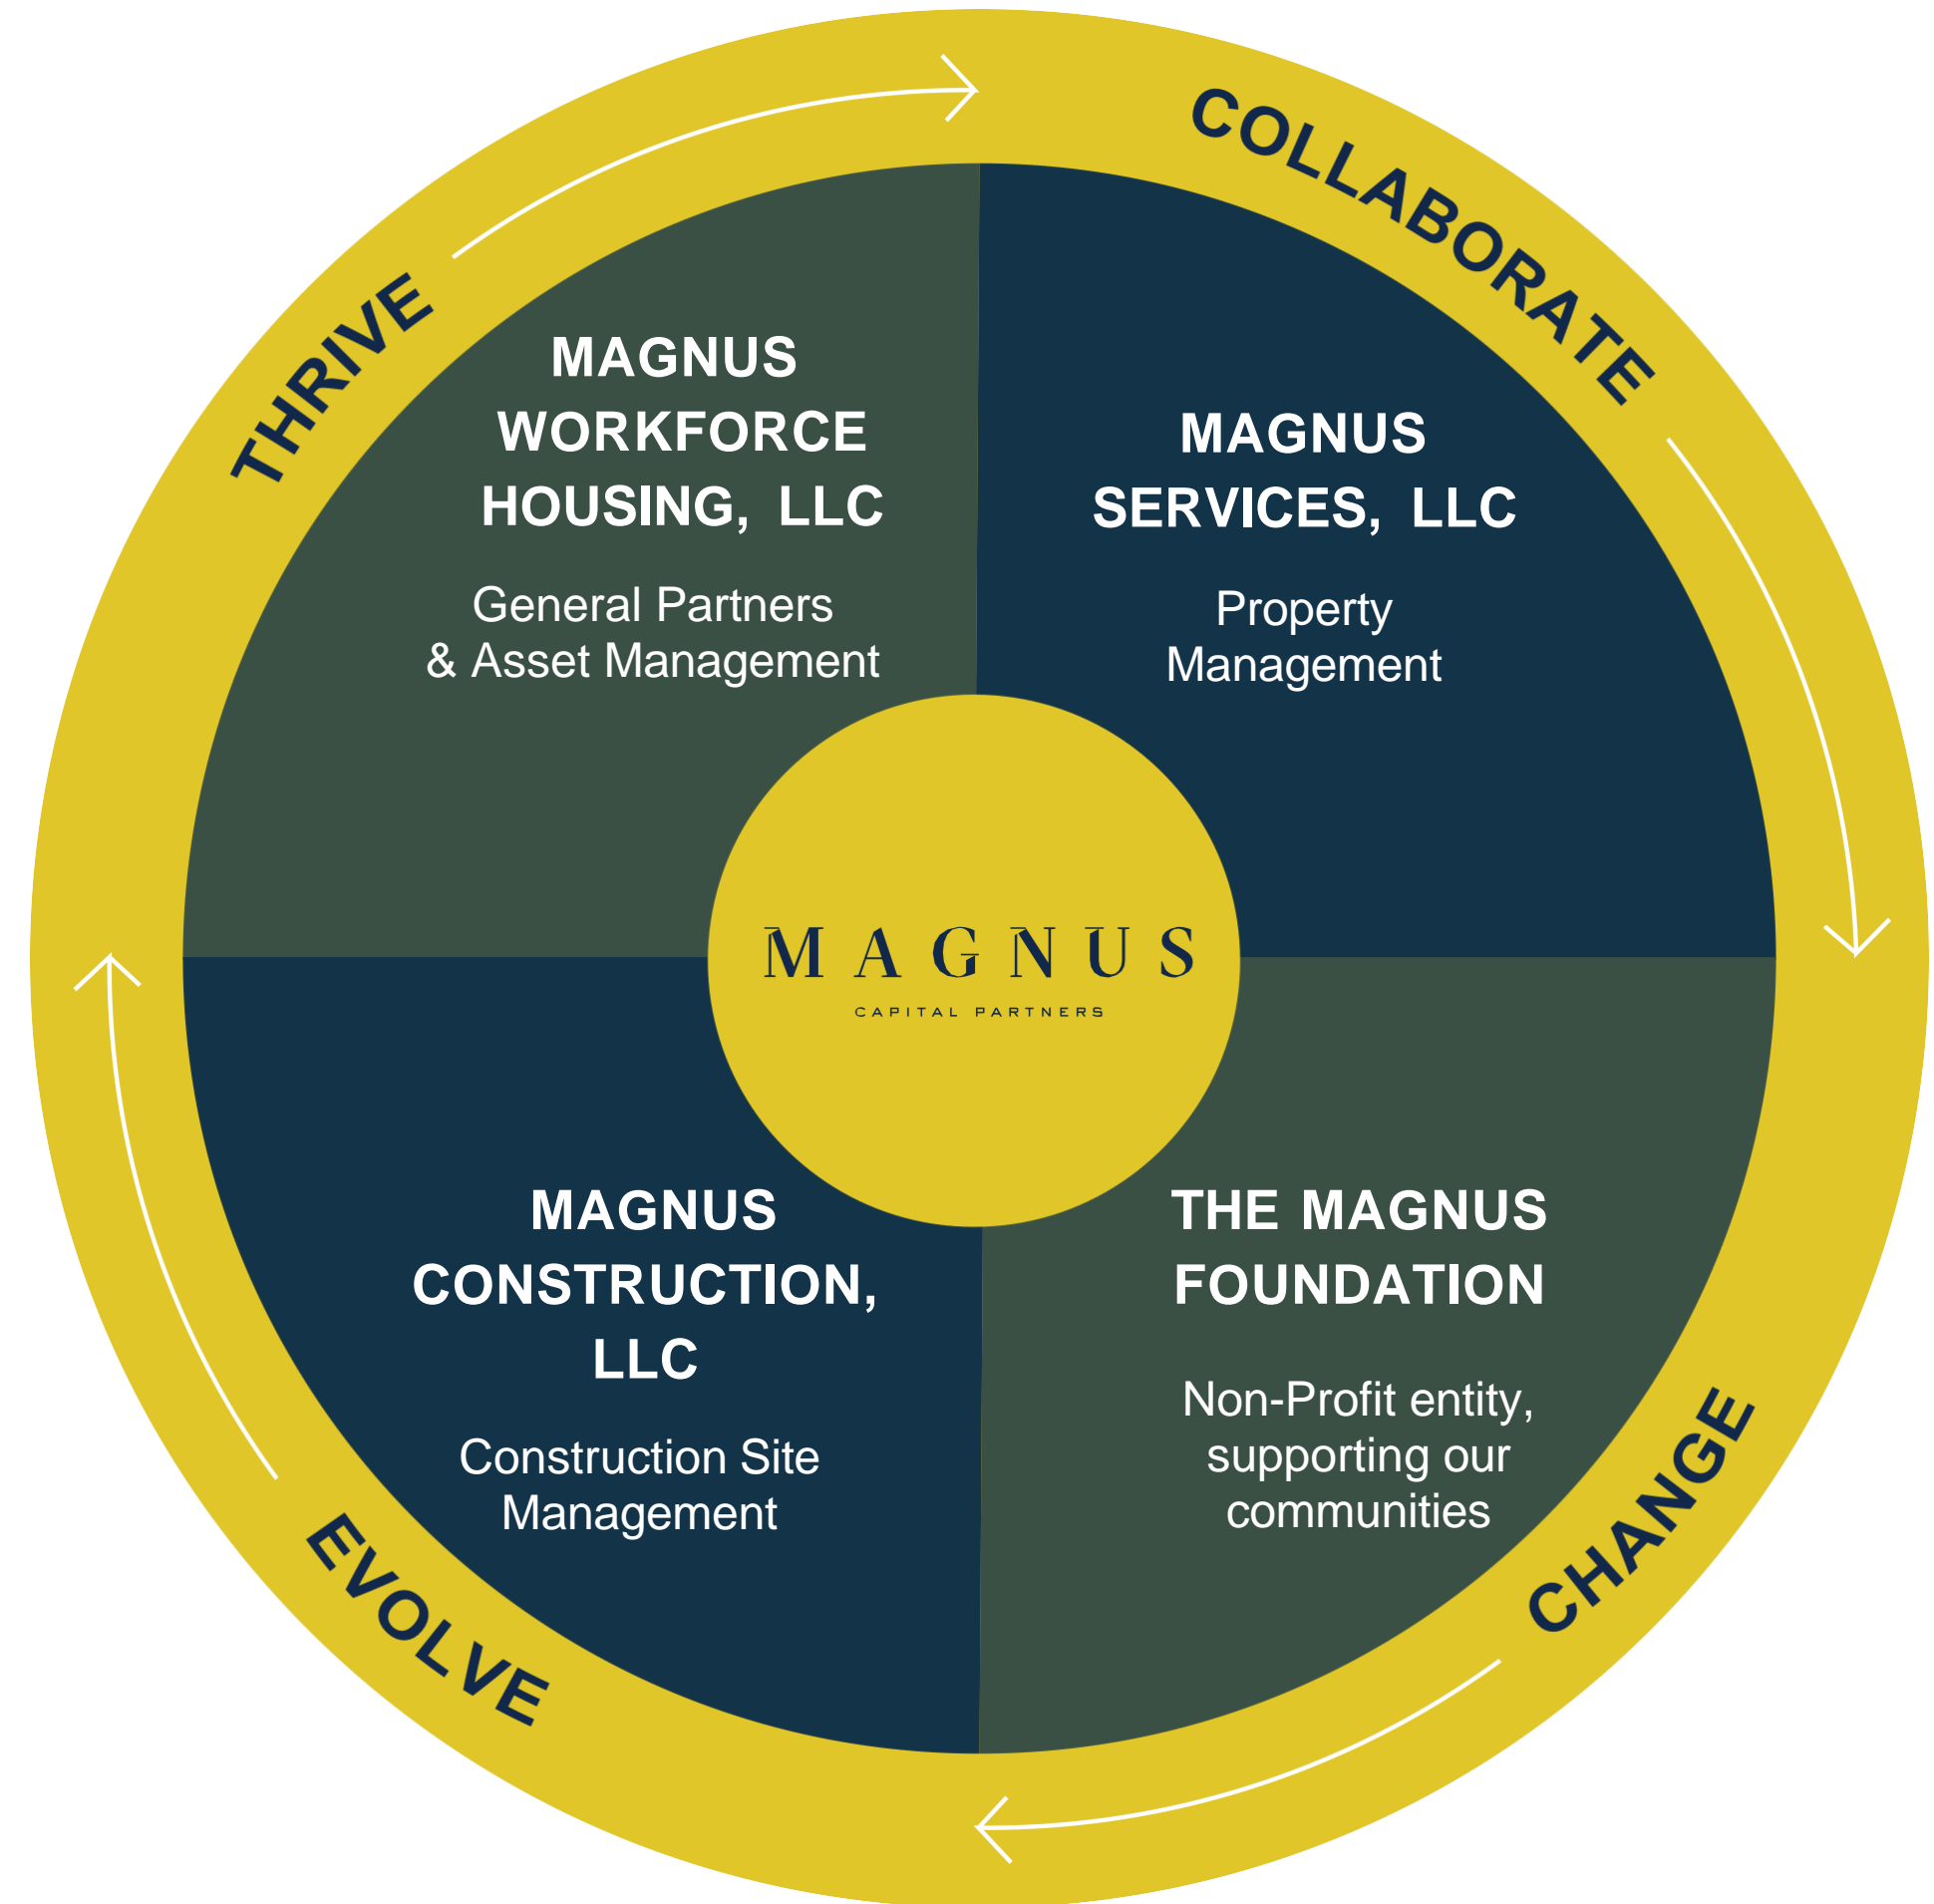 THRIVE
COLLABORATE
MAGNUS
WORKFORCE
HOUSING, LLC
General Partners
& Asset Management
MAGNUS
SERVICES, LLC
Property
Management
MAGNUS
CAPITAL PARTNERS
MAGNUS
CONSTRUCTION,
LLC
Construction Site
Management
THE MAGNUS
FOUNDATION
Non-Profit entity,
supporting our
communities
EVOLVE
CHANGE